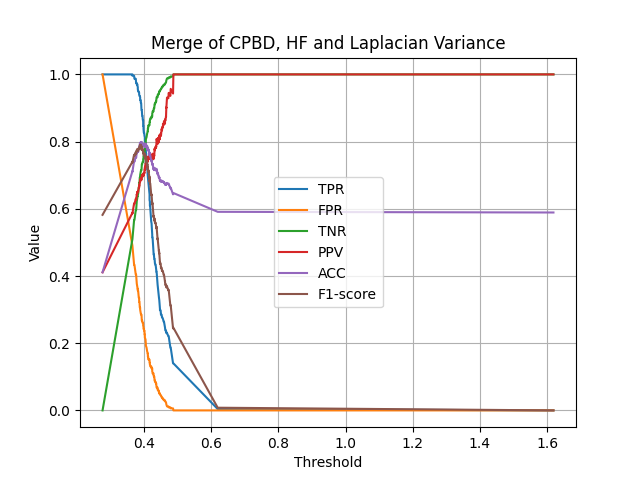 Merge of CPBD, HF and Laplacian Variance
1.0
0.8
0.6
0.4
0.2
0.0
Value
TPR
FPR
TNR
PPV
ACC
F1-score
0.4 0.6 0.8 1.0 1.2 1.4 1.6
Threshold